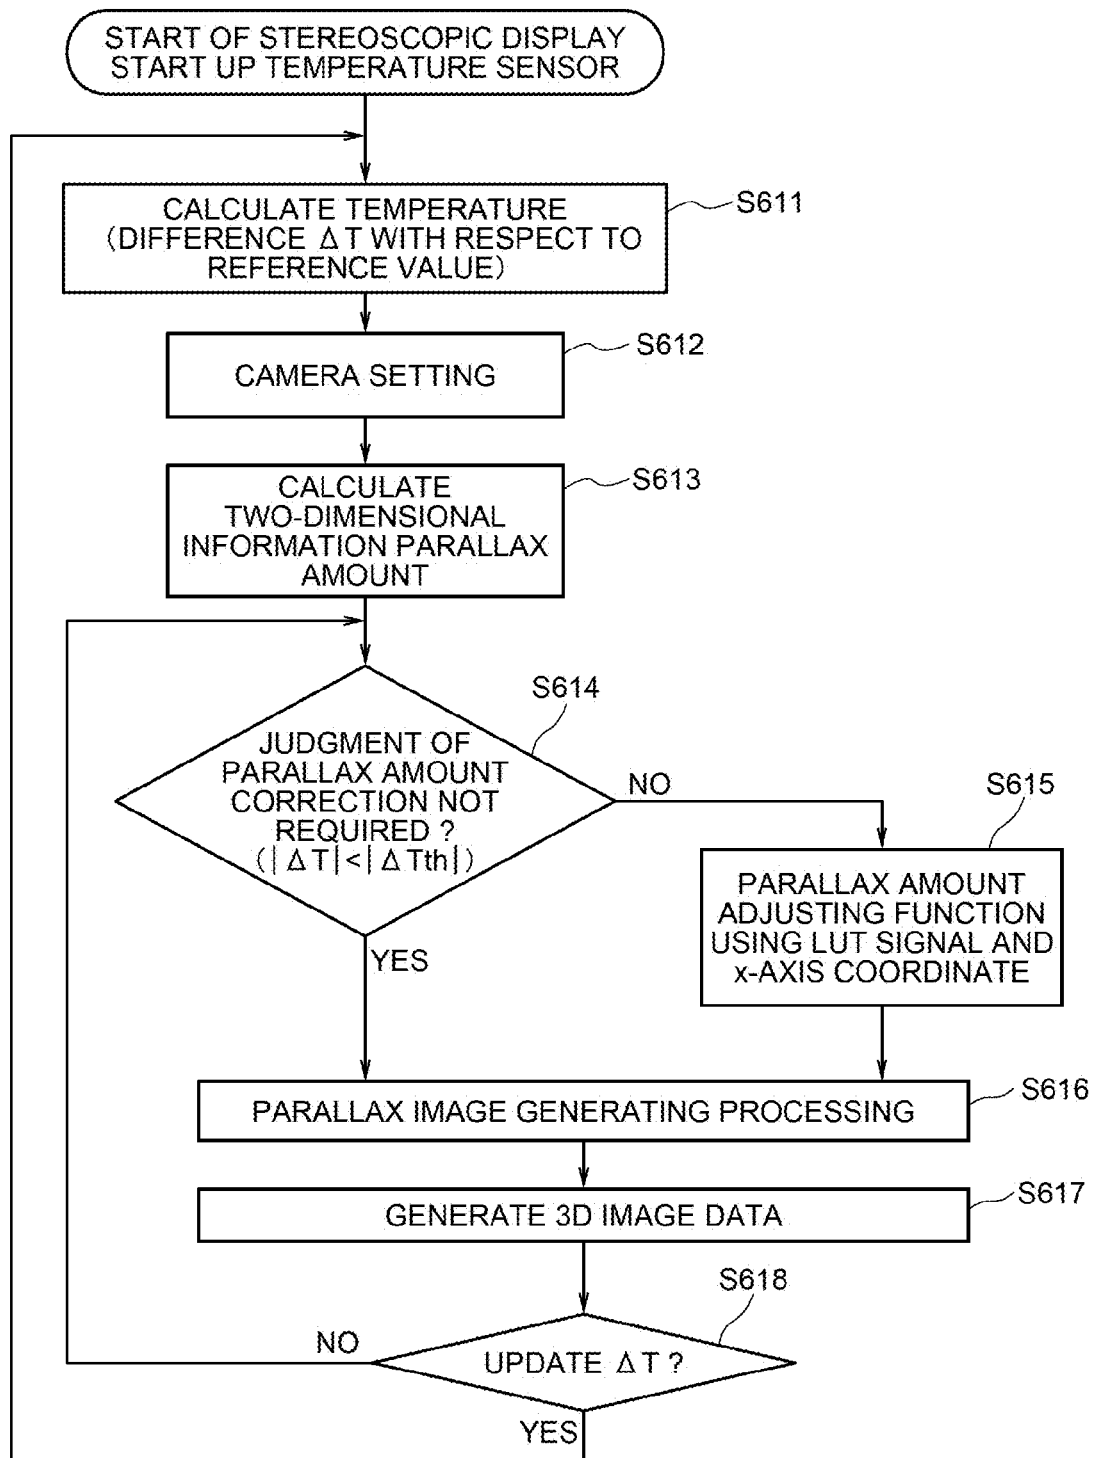 START OF STEREOSCOPIC DISPLAY
START UP TEMPERATURE SENSOR
S611
CALCULATE TEMPERATURE
(DIFFERENCE ΔT WITH RESPECT TO
REFERENCE VALUE)
S612
CAMERA SETTING
S613
CALCULATE
TWO-DIMENSIONAL
INFORMATION PARALLAX
AMOUNT
S614
JUDGMENT OF
PARALLAX AMOUNT
CORRECTION NOT
REQUIRED ?
(|ΔT|<|ΔTth|)
NO
YES
S615
PARALLAX AMOUNT
ADJUSTING FUNCTION
USING LUT SIGNAL AND
x-AXIS COORDINATE
S616
PARALLAX IMAGE GENERATING PROCESSING
S617
GENERATE 3D IMAGE DATA
S618
UPDATE ΔT ?
NO
YES